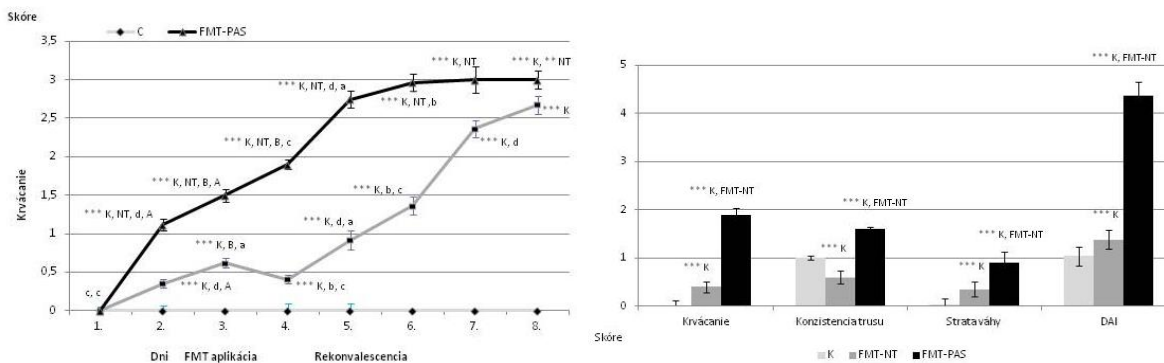 Skóre
C FMT-PAS
3,5
3
2,5
2
1,5
1
0,5
0
Krvácanie
c, c
*** K, NT, d, A
*** K, NT, B, A
*** K, NT, B, c
*** K, NT, d, a
*** K, NT ,b
*** K, NT
*** K, ** NT
*** K, d, A
*** K, B, a
*** K, b, c
*** K, d, a
*** K, b, c
*** K, d
*** K
1. 2. 3. 4. 5. 6. 7. 8.
Dni FMT aplikácia Rekonvalescencia
5
4
3
2
1
0
*** K
*** K, FMT-NT
*** K
*** K, FMT-NT
*** K
*** K, FMT-NT
*** K
*** K, FMT-NT
Krvácanie Konzistencia trusu Strata váhy DAI
Skóre
K FMT-NT FMT-PAS